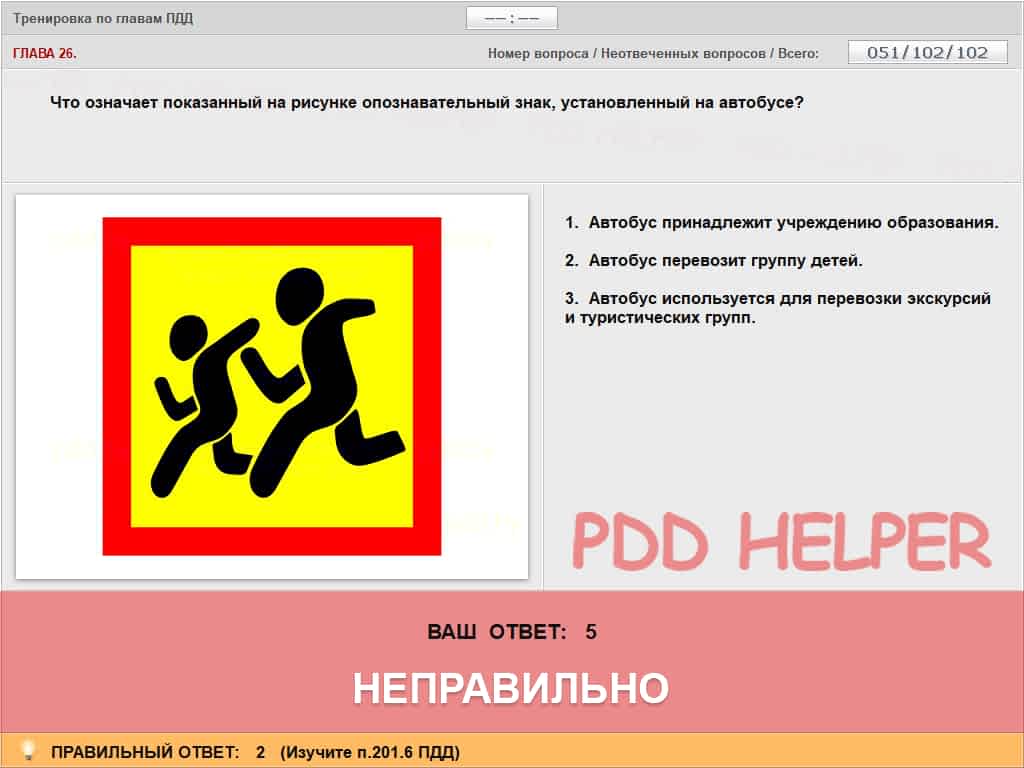 Тренировка по главам ПДД
–– : ––
ГЛАВА 26.
Номер вопроса / Неотвеченных вопросов / Всего:
051/102/102
Что означает показанный на рисунке опознавательный знак, установленный на автобусе?
1. Автобус принадлежит учреждению образования.
2. Автобус перевозит группу детей.
3. Автобус используется для перевозки экскурсий
и туристических групп.
PDD HELPER
ВАШ ОТВЕТ: 5
НЕПРАВИЛЬНО
ПРАВИЛЬНЫЙ ОТВЕТ: 2 (Изучите п.201.6 ПДД)